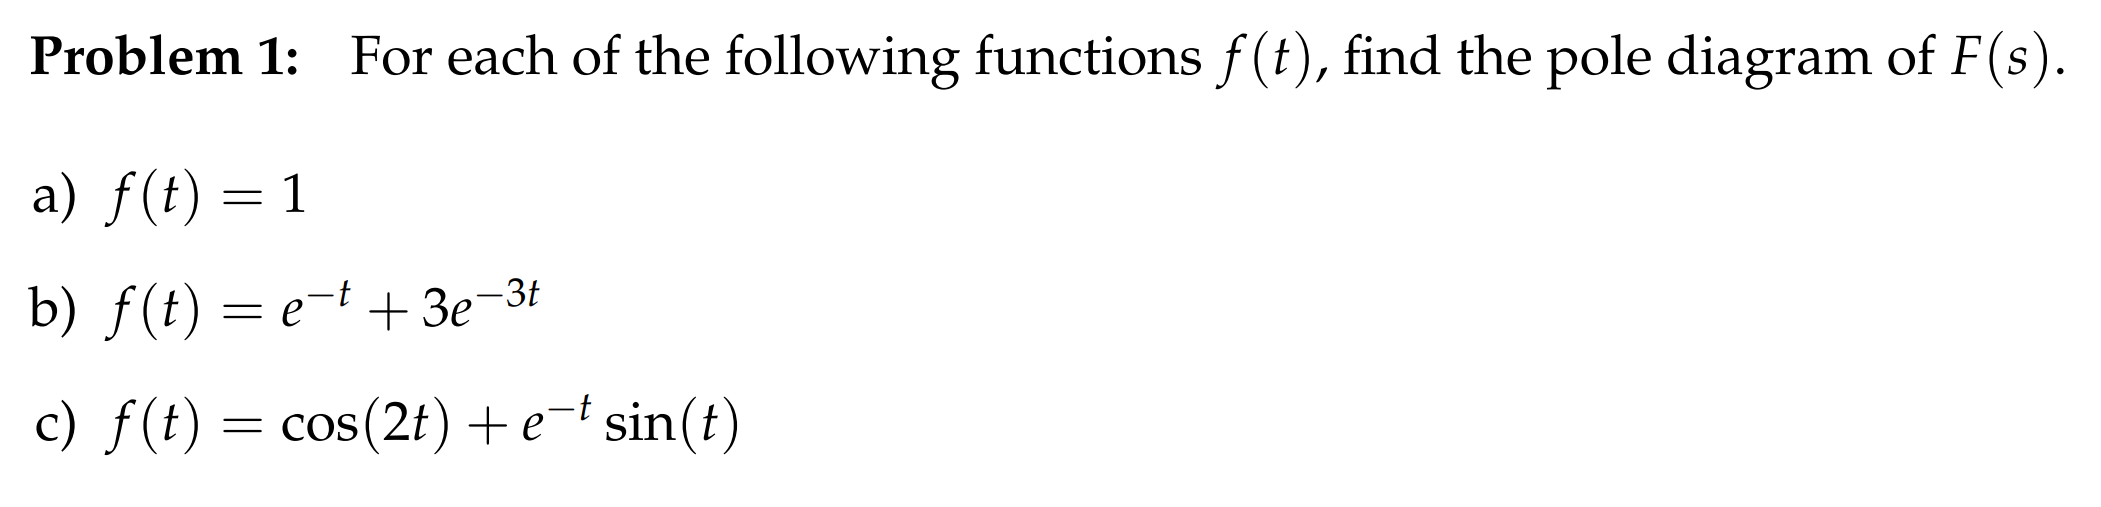 Problem 1: For each of the following functions f(t), find the pole diagram of F(s).
a) f(t) = 1
b) f(t) = e^{-t} + 3e^{-3t}
c) f(t) = cos(2t) + e^{-t} sin(t)